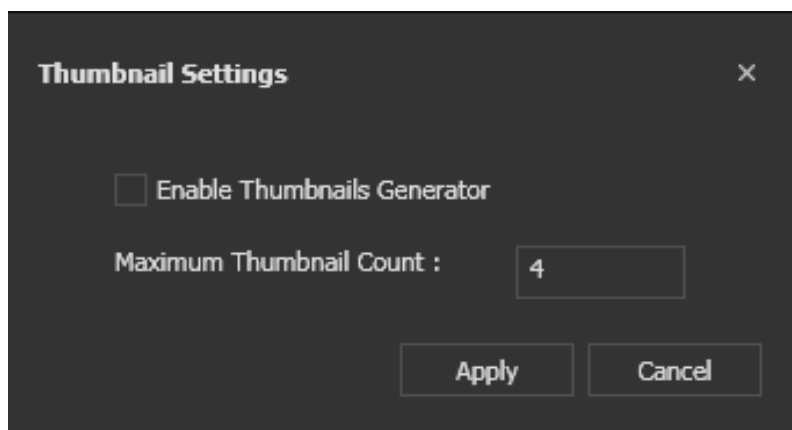 Thumbnail Settings
Enable Thumbnails Generator
Maximum Thumbnail Count : 4
Apply Cancel